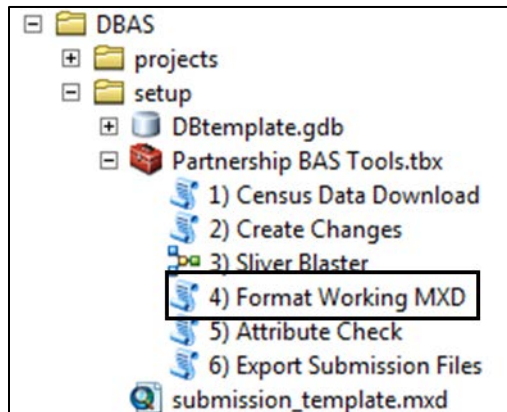 DBAS
projects
setup
DBtemplate.gdb
Partnership BAS Tools.tbx
1) Census Data Download
2) Create Changes
3) Sliver Blaster
4) Format Working MXD
5) Attribute Check
6) Export Submission Files
submission_template.mxd